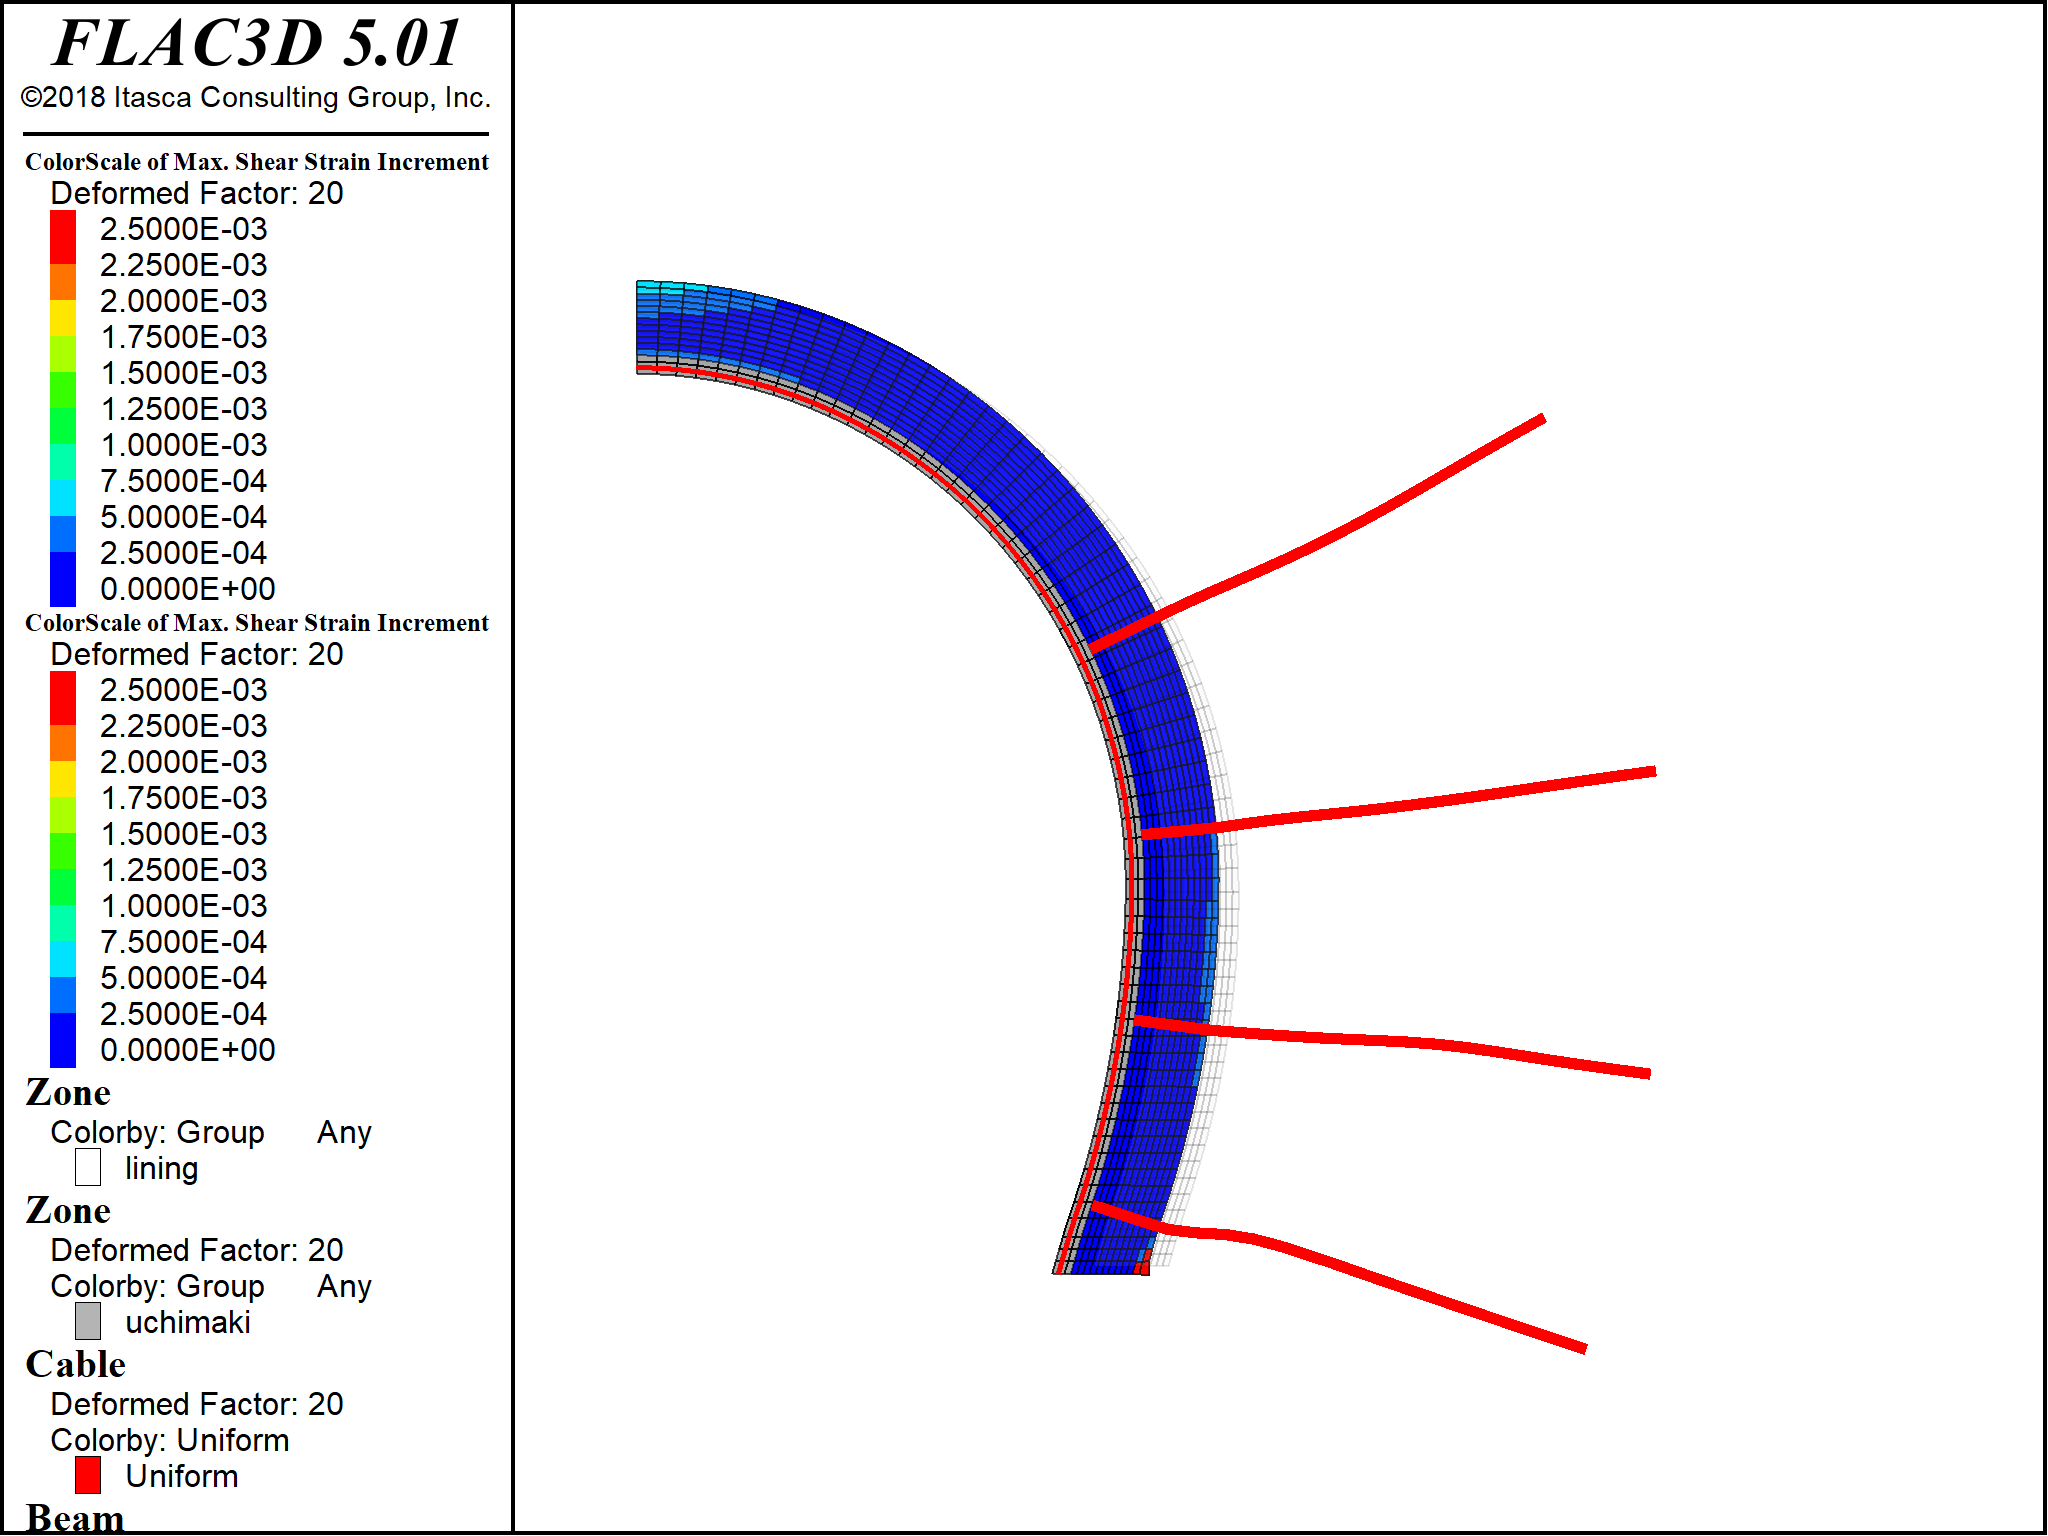 FLAC3D 5.01
©2018 Itasca Consulting Group, Inc.
ColorScale of Max. Shear Strain Increment
Deformed Factor: 20
2.5000E-03
2.2500E-03
2.0000E-03
1.7500E-03
1.5000E-03
1.2500E-03
1.0000E-03
7.5000E-04
5.0000E-04
2.5000E-04
0.0000E+00
ColorScale of Max. Shear Strain Increment
Deformed Factor: 20
2.5000E-03
2.2500E-03
2.0000E-03
1.7500E-03
1.5000E-03
1.2500E-03
1.0000E-03
7.5000E-04
5.0000E-04
2.5000E-04
0.0000E+00
Zone
Colorby: Group Any
lining
Zone
Deformed Factor: 20
Colorby: Group Any
uchimaki
Cable
Deformed Factor: 20
Colorby: Uniform
Uniform
Beam